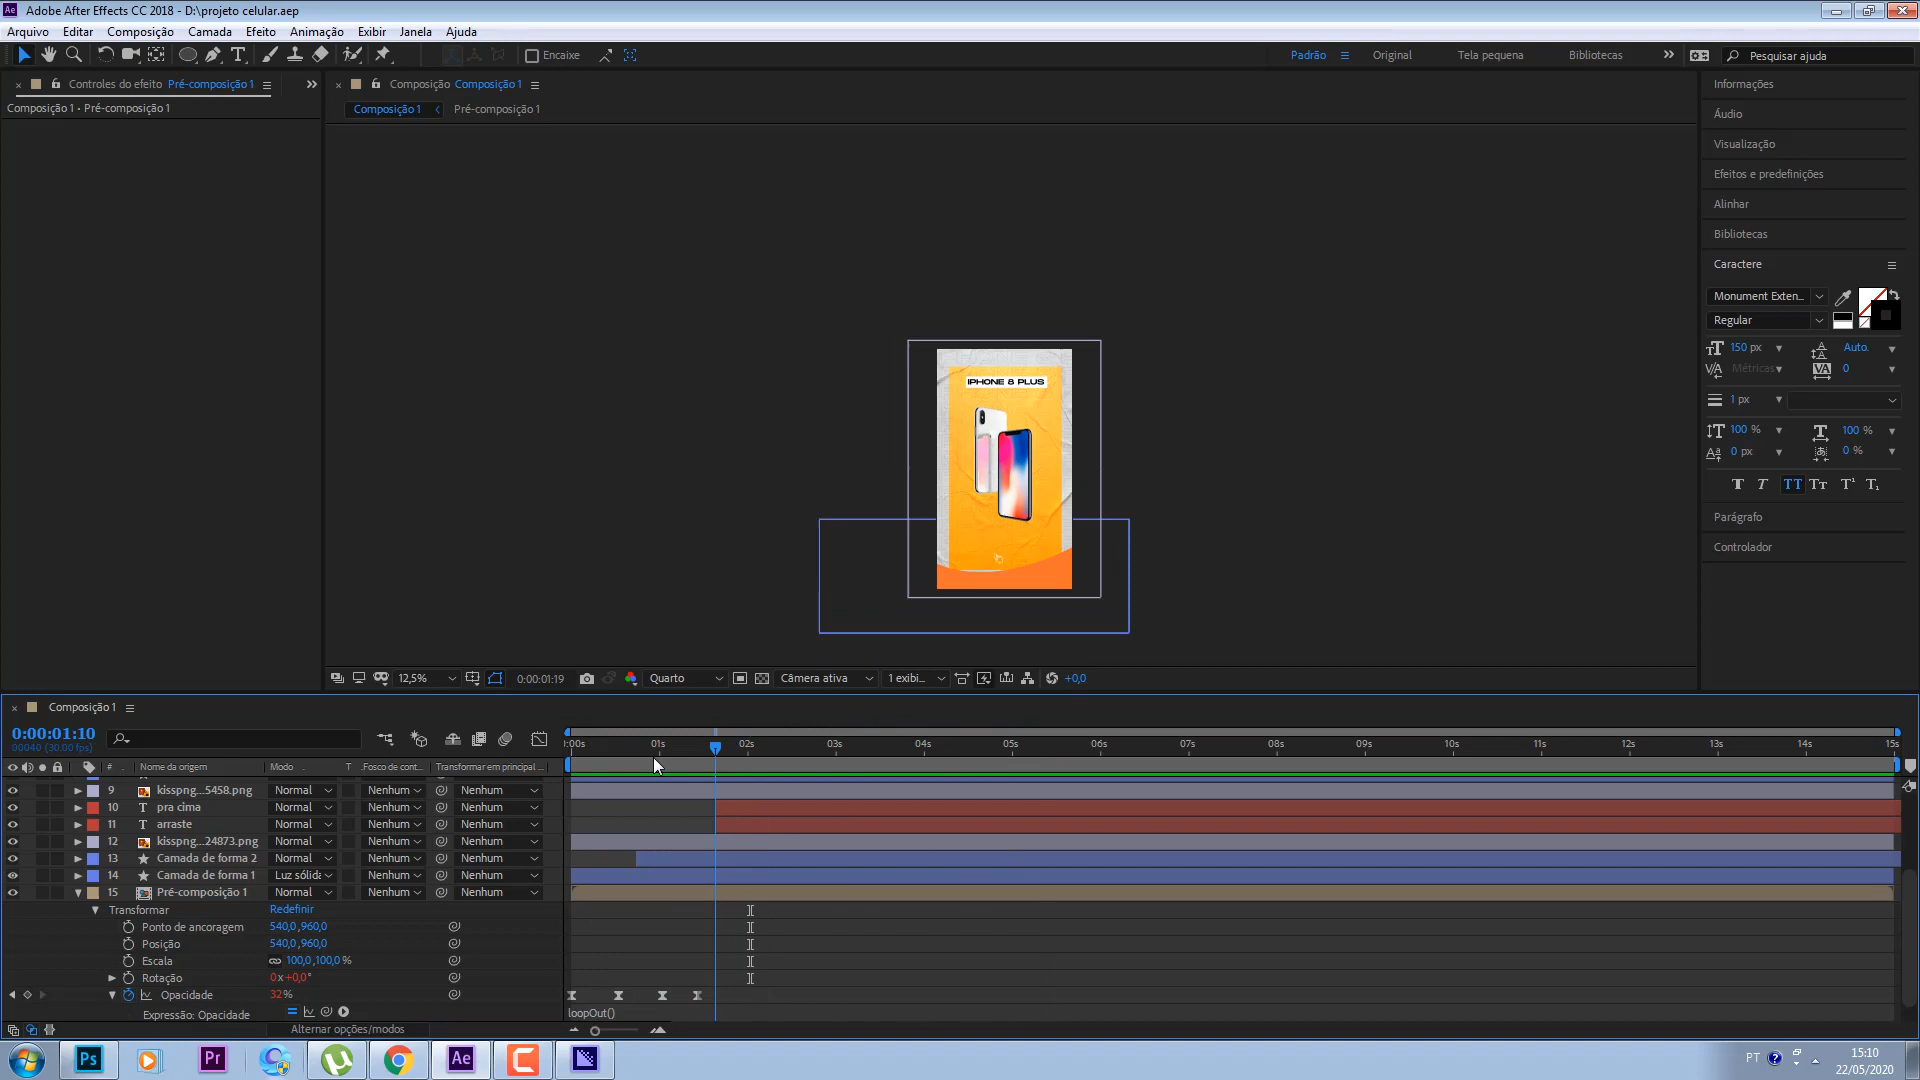 Adobe After Effects CC 2018 - D:\projeto celular.aep
Arquivo Editar Composição Camada Efeito Animação Exibir Janela Ajuda
Encaixe Padrão Original Tela pequena Bibliotecas Pesquisar ajuda
Controles do efeito Pré-composição 1
Composição Composição 1
Composição 1 • Pré-composição 1
Composição 1 Pré-composição 1
Informações
Áudio
Visualização
Efeitos e predefinições
Alinhar
Bibliotecas
Caractere
Monument Exten...
Regular
150 px Auto.
Métricas 0
1 px
100 % 100 %
0 px 0 %
Parágrafo
Controlador
IPHONE 8 PLUS
12,5% 0:00:01:19 Quarto Câmera ativa 1 exibi... +0,0
Composição 1
0:00:01:10
00040 (30.00 fps)
:00s 01s 02s 03s 04s 05s 06s 07s 08s 09s 10s 11s 12s 13s 14s 15s
# Nome da origem Modo T .Fosco de cont... Transformar em principal ...
9 kisspng...5458.png Normal Nenhum Nenhum
10 T pra cima Normal Nenhum Nenhum
11 T arraste Normal Nenhum Nenhum
12 kisspng...24873.png Normal Nenhum Nenhum
13 Camada de forma 2 Normal Nenhum Nenhum
14 Camada de forma 1 Luz sólida Nenhum Nenhum
15 Pré-composição 1 Normal Nenhum Nenhum
Transformar Redefinir
Ponto de ancoragem 540,0,960,0
Posição 540,0,960,0
Escala 100,0,100,0%
Rotação 0x+0,0°
Opacidade 32%
Expressão: Opacidade loopOut()
Alternar opções/modos
Ps Pr Ae
PT
15:10
22/05/2020